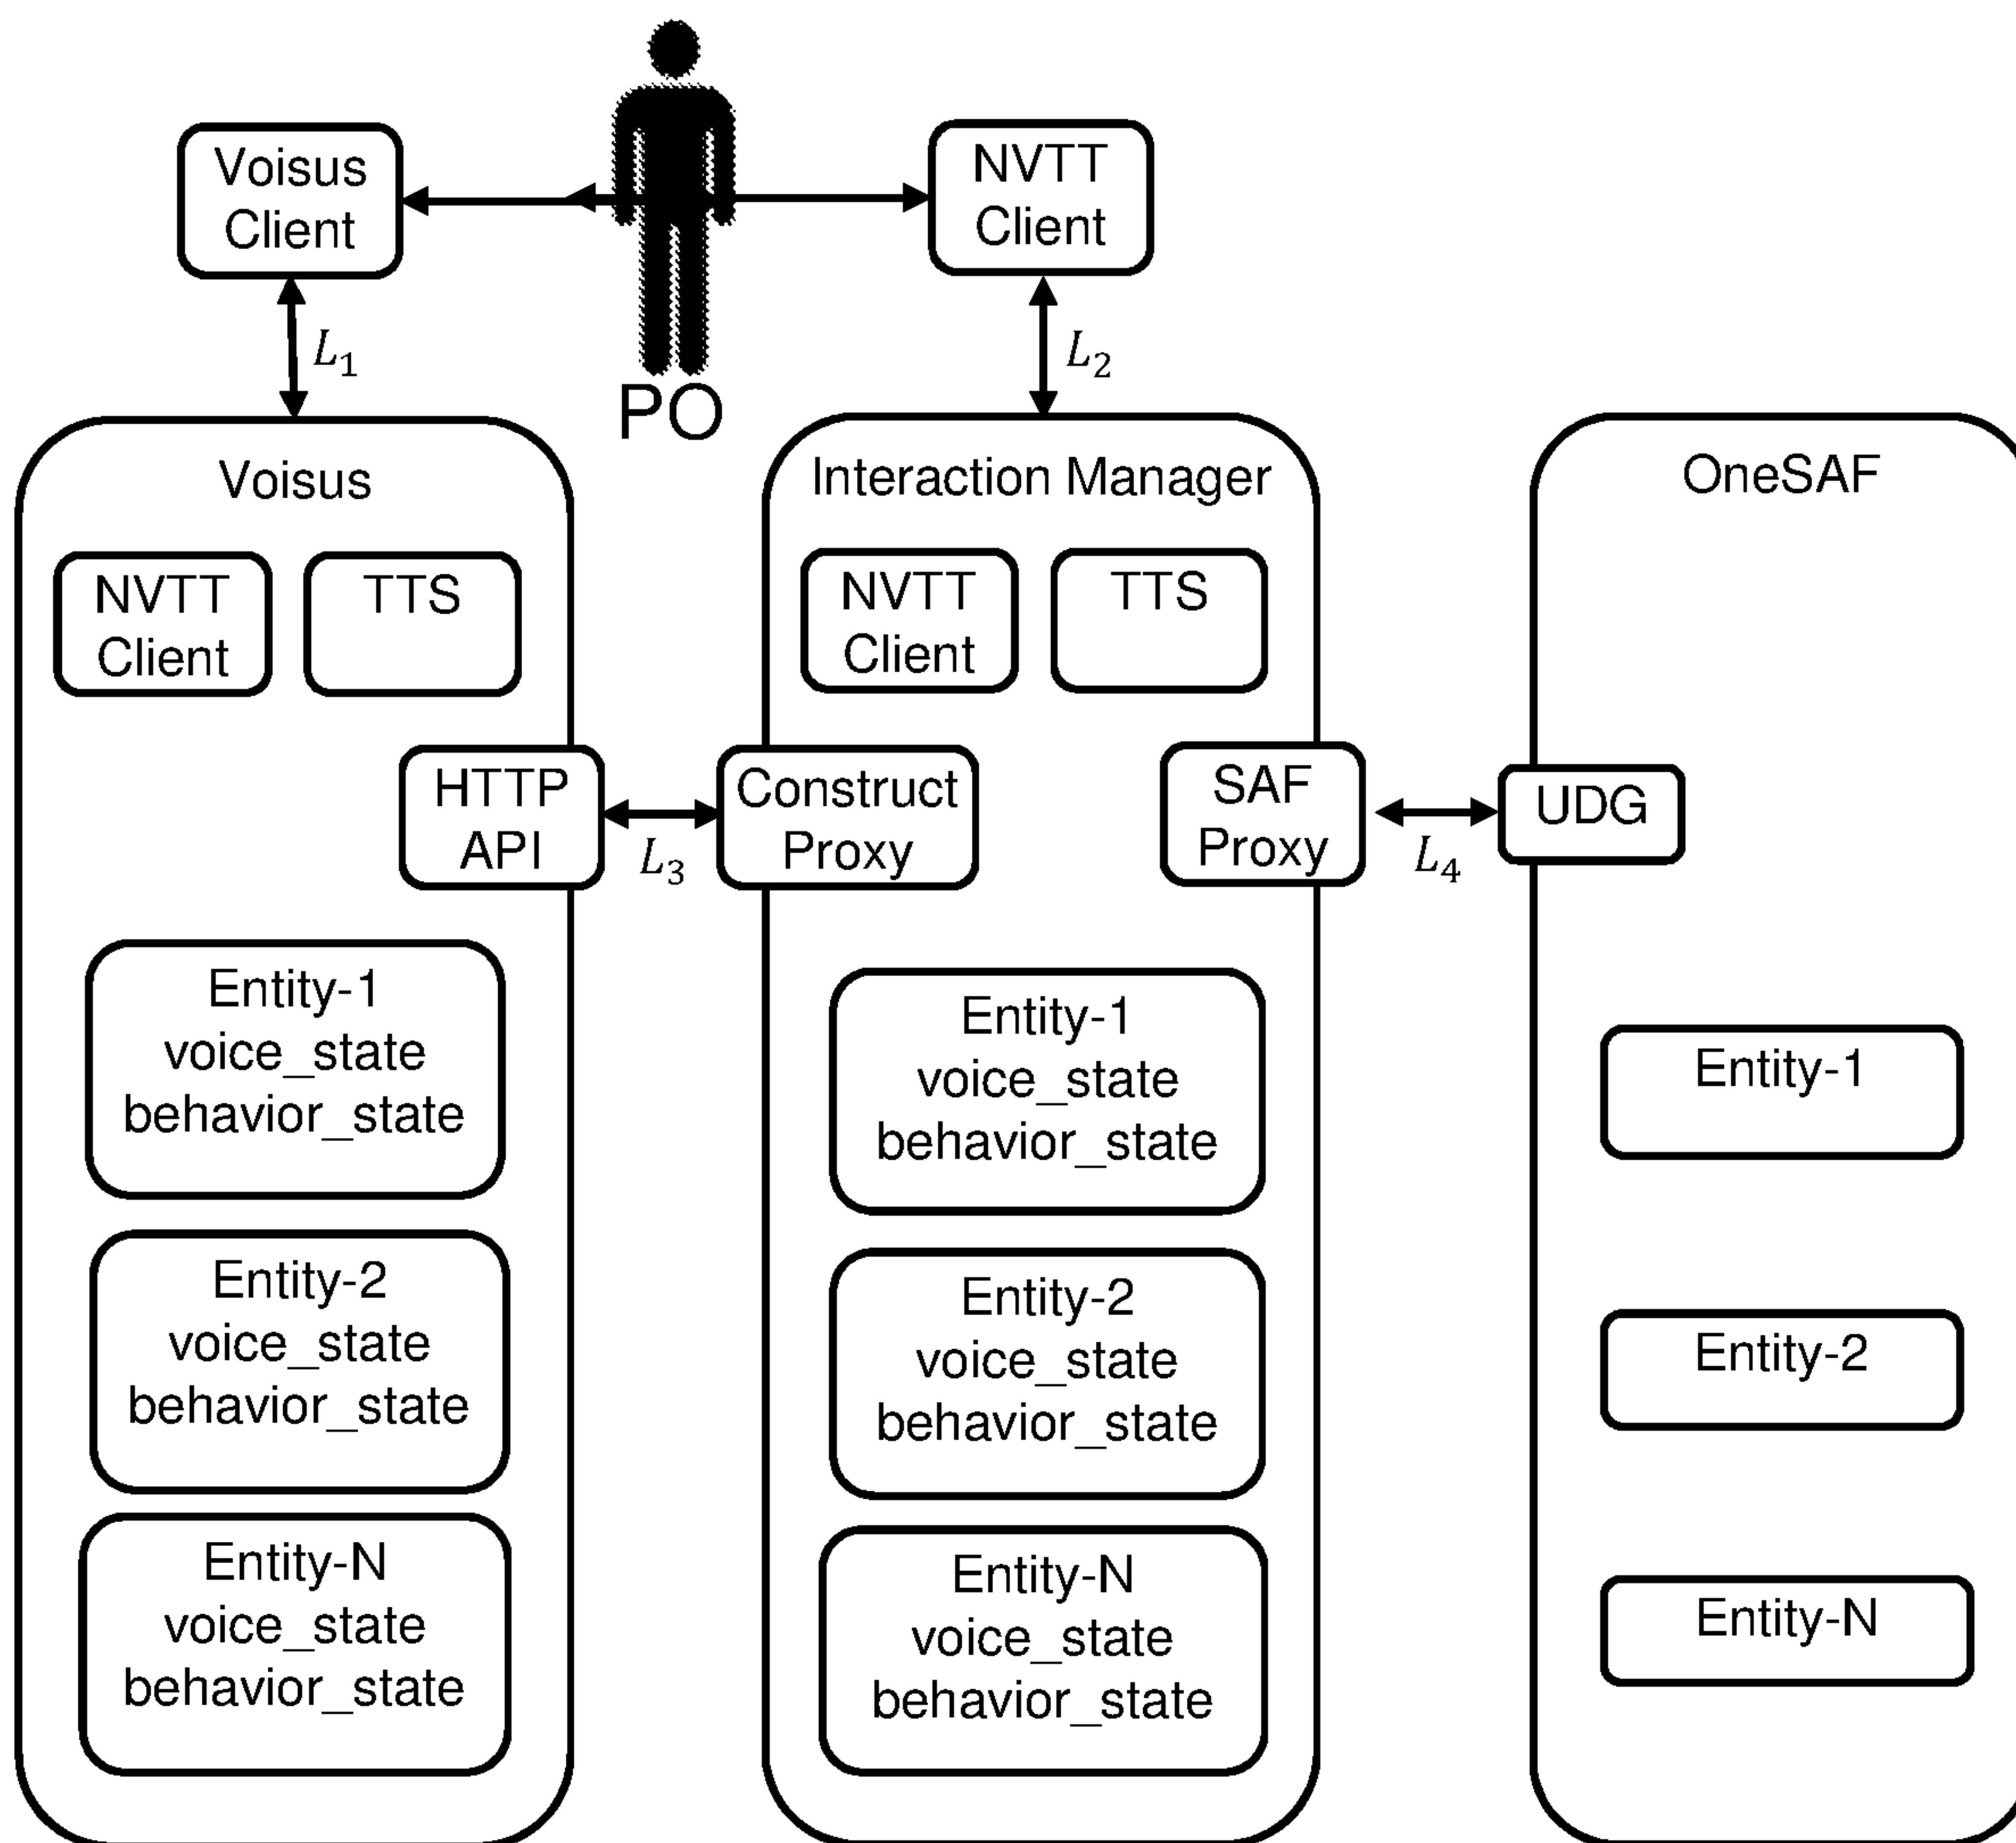 Voisus
Client
NVTT
Client
L₁
L₂
PO
Voisus
NVTT
Client
TTS
HTTP
API
L₃
Entity-1
voice_state
behavior_state
Entity-2
voice_state
behavior_state
Entity-N
voice_state
behavior_state
Interaction Manager
NVTT
Client
TTS
Construct
Proxy
SAF
Proxy
L₄
Entity-1
voice_state
behavior_state
Entity-2
voice_state
behavior_state
Entity-N
voice_state
behavior_state
OneSAF
UDG
Entity-1
Entity-2
Entity-N